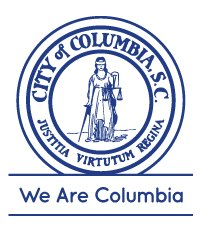 CITY of COLUMBIA, S.C.
JUSTITIA VIRTUTUM REGINA
We Are Columbia